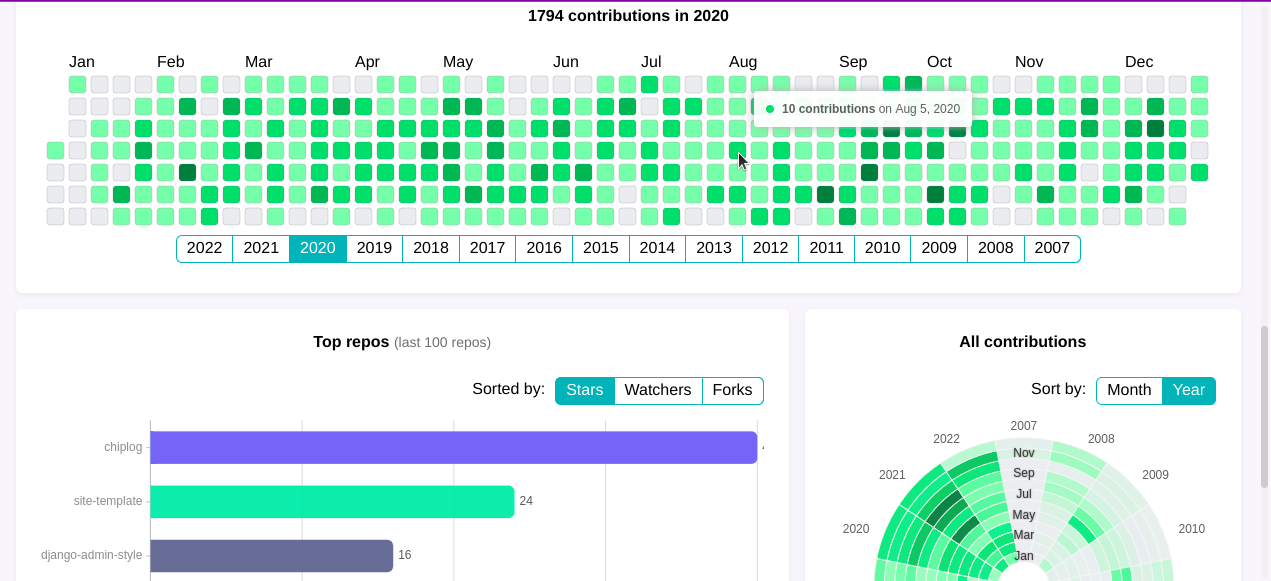 1794 contributions in 2020
Jan Feb Mar Apr May Jun Jul Aug Sep Oct Nov Dec
10 contributions on Aug 5, 2020
2022 2021 2020 2019 2018 2017 2016 2015 2014 2013 2012 2011 2010 2009 2008 2007
Top repos (last 100 repos)
Sorted by: Stars Watchers Forks
chiplog
site-template 24
django-admin-style 16
All contributions
Sort by: Month Year
2007
2022 2008
Nov
2021 Sep 2009
Jul
May
2020 Mar 2010
Jan